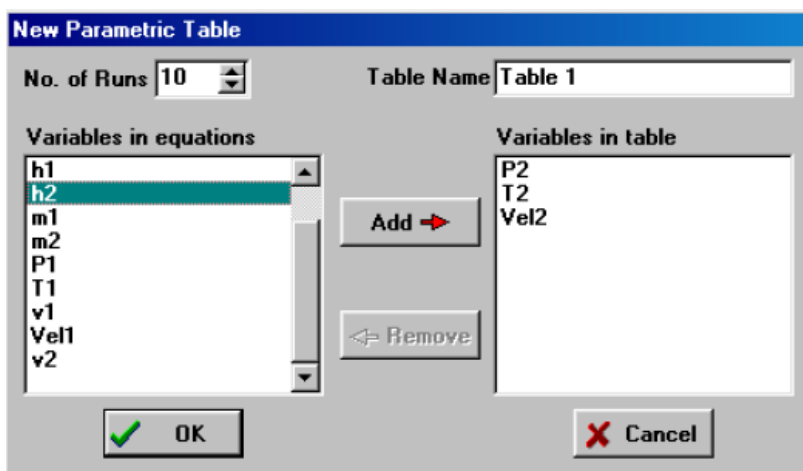 New Parametric Table
No. of Runs 10 Table Name Table 1
Variables in equations Variables in table
h1
h2
m1
m2
P1
T1
v1
Vel1
v2
Add
Remove
P2
T2
Vel2
OK Cancel